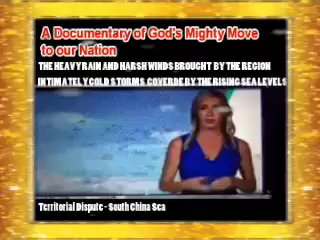 A Documentary of God's Mighty Move
to our Nation
THE HEAVY RAIN AND HARSH WINDS BROUGHT BY THE REGION
INTIMATELY COLD STORMS COVERDE BY THE RISING SEA LEVELS
Territorial Dispute - South China Sea